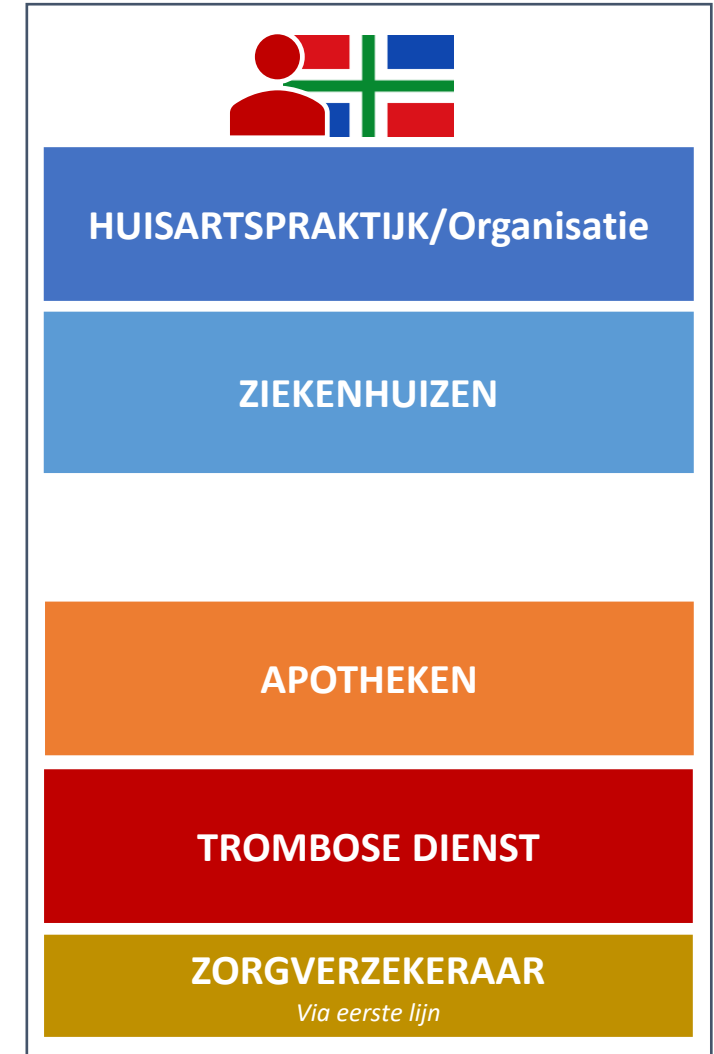 HUISARTSPRAKTIJK/Organisatie
ZIEKENHUIZEN
APOTHEKEN
TROMBOSE DIENST
ZORGVERZEKERAAR
Via eerste lijn